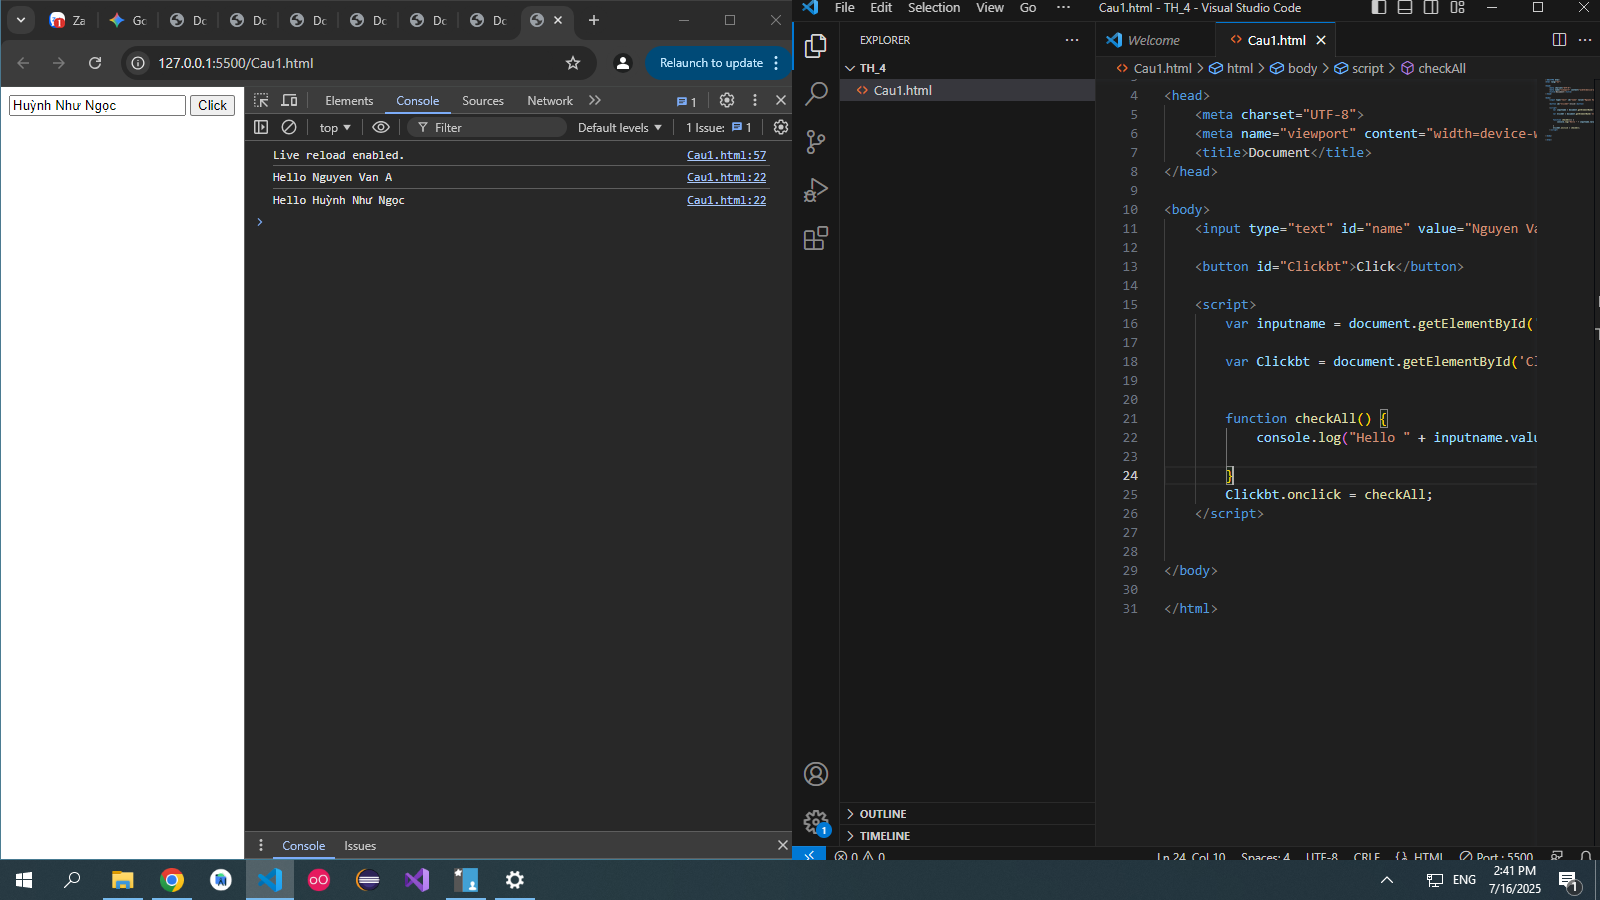 Za
Gc
Dc
Dc
Dc
Dc
Dc
Dc
127.0.0.1:5500/Cau1.html
Relaunch to update
Huỳnh Như Ngọc
Click
Elements
Console
Sources
Network
1
top
Filter
Default levels
1 Issue:
1
Live reload enabled.
Cau1.html:57
Hello Nguyen Van A
Cau1.html:22
Hello Huỳnh Như Ngọc
Cau1.html:22
Console
Issues
File
Edit
Selection
View
Go
Cau1.html - TH_4 - Visual Studio Code
EXPLORER
TH_4
Cau1.html
OUTLINE
TIMELINE
1
Welcome
Cau1.html
Cau1.html > html > body > script > checkAll
4 <head>
5 <meta charset="UTF-8">
6 <meta name="viewport" content="width=device-w
7 <title>Document</title>
8 </head>
9
10 <body>
11 <input type="text" id="name" value="Nguyen Va
12
13 <button id="Clickbt">Click</button>
14
15 <script>
16 var inputname = document.getElementById('
17
18 var Clickbt = document.getElementById('Cl
19
20
21 function checkAll() {
22 console.log("Hello " + inputname.valu
23
24 }
25 Clickbt.onclick = checkAll;
26 </script>
27
28
29 </body>
30
31 </html>
0 0
Ln 24, Col 10
Spaces: 4
UTF-8
CRLF
HTML
Port : 5500
ENG
2:41 PM
7/16/2025
1